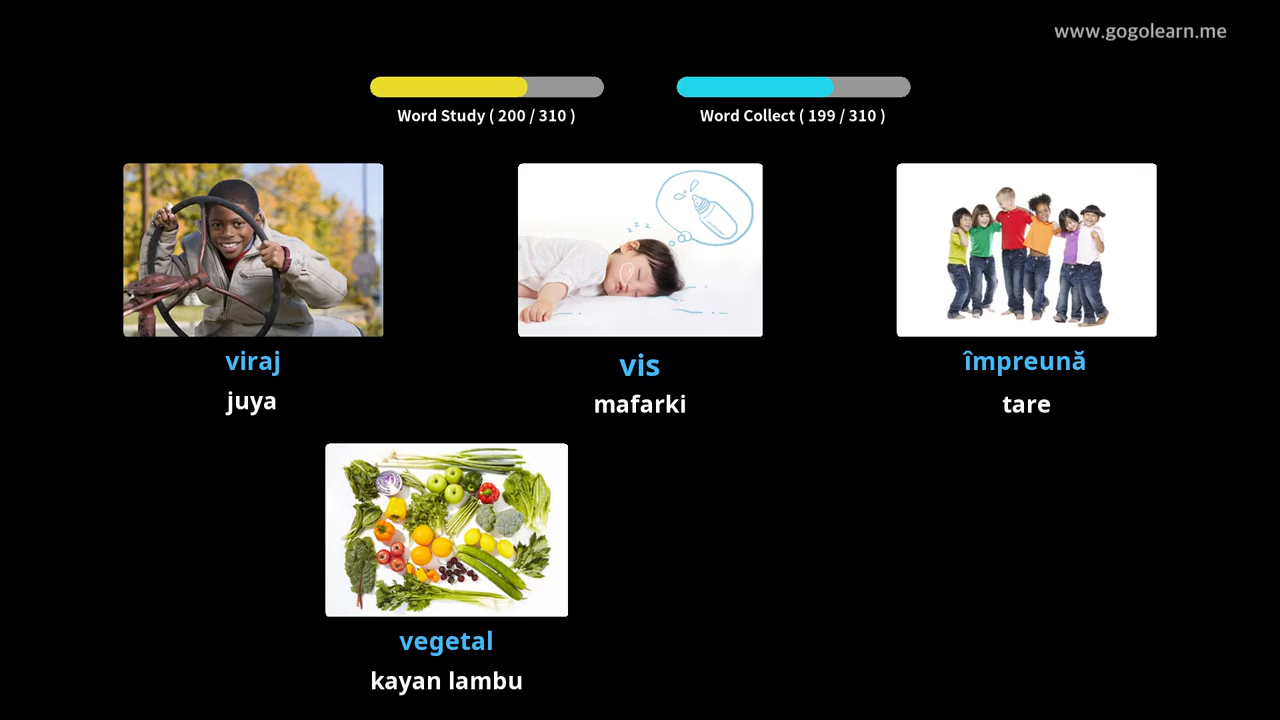 www.gogolearn.me
Word Study ( 200 / 310 )
Word Collect ( 199 / 310 )
viraj
juya
vis
mafarki
împreună
tare
vegetal
kayan lambu